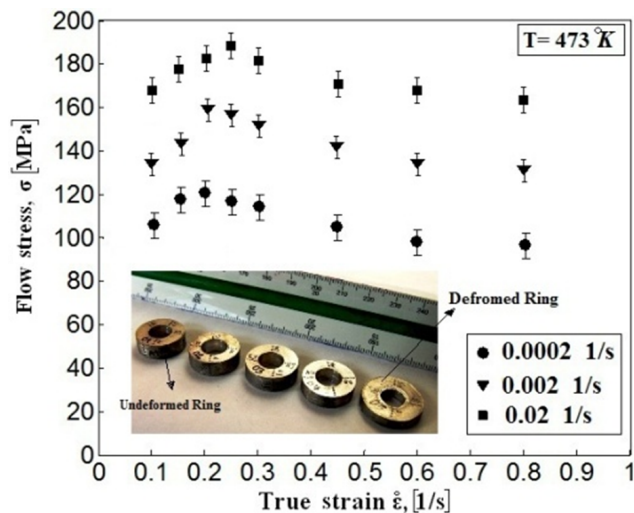 T= 473 °K
200
180
160
140
120
100
80
60
40
20
0
Flow stress, σ [MPa]
Defromed Ring
Undeformed Ring
0.0002 1/s
0.002 1/s
0.02 1/s
0 0.1 0.2 0.3 0.4 0.5 0.6 0.7 0.8 0.9 1
True strain ε̊, [1/s]